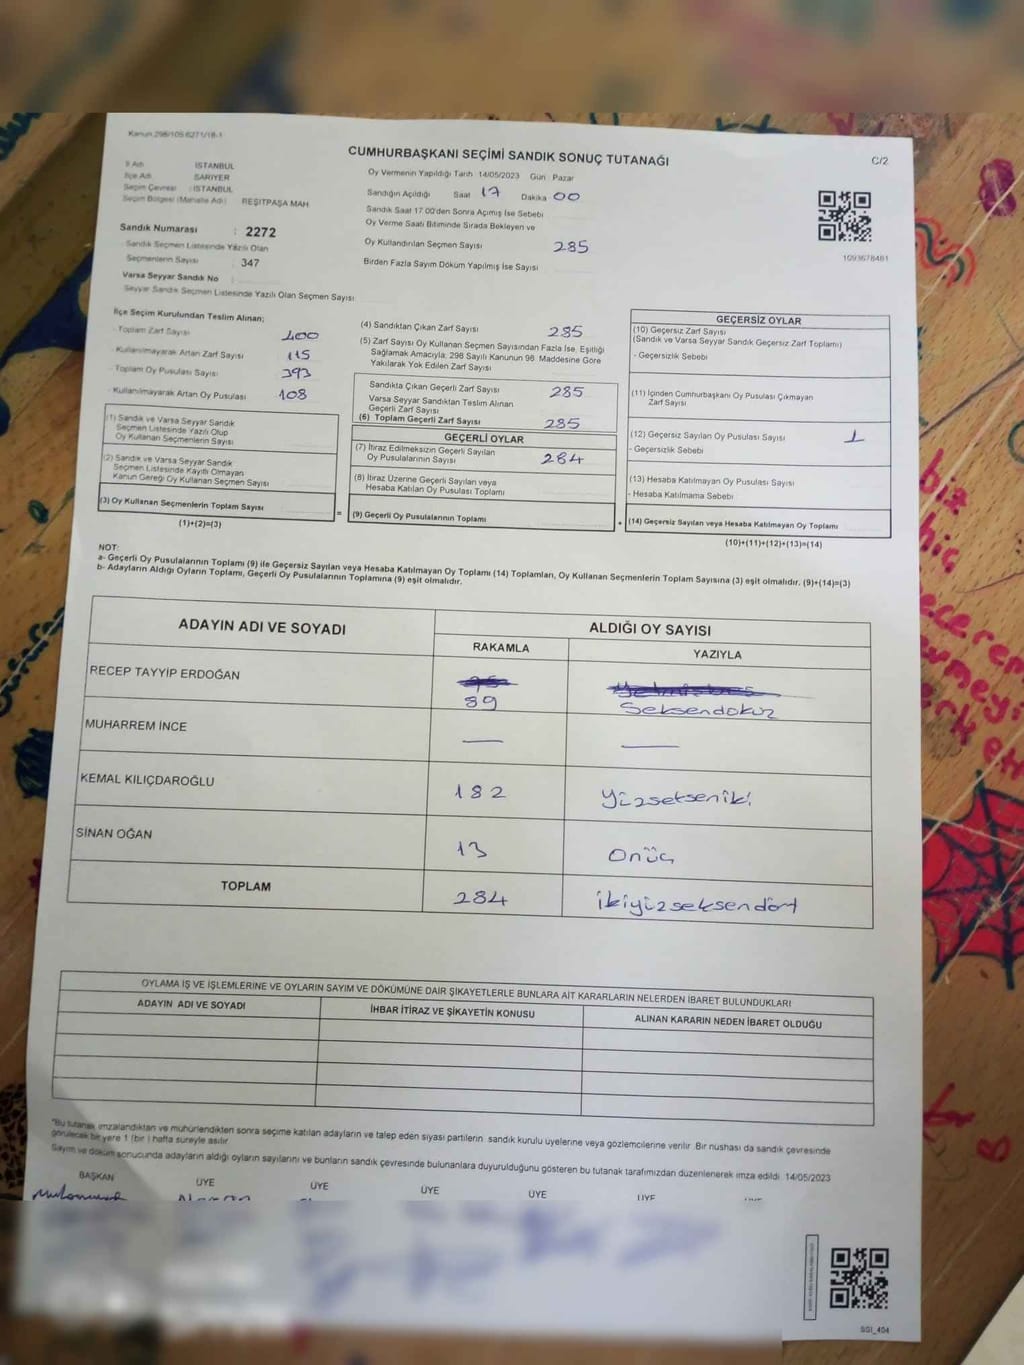 Kanun 298/105 6271/18-1
CUMHURBAŞKANI SEÇİMİ SANDIK SONUÇ TUTANAĞI
C/2
İl Adı : İSTANBUL
İlçe Adı : SARIYER
Seçim Çevresi : İSTANBUL
Seçim Bölgesi (Mahalle Adı) : REŞİTPAŞA MAH
Sandık Numarası : 2272
Sandık Seçmen Listesinde Yazılı Olan
Seçmenlerin Sayısı : 347
Varsa Seyyar Sandık No :
Seyyar Sandık Seçmen Listesinde Yazılı Olan Seçmen Sayısı
Oy Vermenin Yapıldığı Tarih 14/05/2023 Gün Pazar
Sandığın Açıldığı Saat 17 Dakika 00
Sandık Saat 17.00'den Sonra Açmış İse Sebebi
Oy Verme Saati Bitiminde Sırada Bekleyen ve
Oy Kullandırılan Seçmen Sayısı 285
Birden Fazla Sayım Döküm Yapılmış İse Sayısı
1093678461
İlçe Seçim Kurulundan Teslim Alınan;
- Toplam Zarf Sayısı 400
- Kullanılmayarak Artan Zarf Sayısı 115
- Toplam Oy Pusulası Sayısı 393
- Kullanılmayarak Artan Oy Pusulası 108
(1) Sandık ve Varsa Seyyar Sandık
Seçmen Listesinde Yazılı Olup
Oy Kullanan Seçmenlerin Sayısı
(2) Sandık ve Varsa Seyyar Sandık
Seçmen Listesinde Kayıtlı Olmayan
Kanun Gereği Oy Kullanan Seçmen Sayısı
(3) Oy Kullanan Seçmenlerin Toplam Sayısı
(1)+(2)=(3)
=
(4) Sandıktan Çıkan Zarf Sayısı 285
(5) Zarf Sayısı Oy Kullanan Seçmen Sayısından Fazla İse, Eşitliği
Sağlamak Amacıyla; 298 Sayılı Kanunun 98. Maddesine Göre
Yakılarak Yok Edilen Zarf Sayısı
Sandıkta Çıkan Geçerli Zarf Sayısı 285
Varsa Seyyar Sandıktan Teslim Alınan
Geçerli Zarf Sayısı
(6) Toplam Geçerli Zarf Sayısı 285
GEÇERLİ OYLAR
(7) İtiraz Edilmeksizin Geçerli Sayılan
Oy Pusulalarının Sayısı 284
(8) İtiraz Üzerine Geçerli Sayılan veya
Hesaba Katılan Oy Pusulası Toplamı
(9) Geçerli Oy Pusulalarının Toplamı
+
GEÇERSİZ OYLAR
(10) Geçersiz Zarf Sayısı
(Sandık ve Varsa Seyyar Sandık Geçersiz Zarf Toplamı)
- Geçersizlik Sebebi
(11) İçinden Cumhurbaşkanı Oy Pusulası Çıkmayan
Zarf Sayısı
(12) Geçersiz Sayılan Oy Pusulası Sayısı 1
- Geçersizlik Sebebi
(13) Hesaba Katılmayan Oy Pusulası Sayısı
- Hesaba Katılmama Sebebi
(14) Geçersiz Sayılan veya Hesaba Katılmayan Oy Toplamı
(10)+(11)+(12)+(13)=(14)
NOT:
a- Geçerli Oy Pusulalarının Toplamı (9) ile Geçersiz Sayılan veya Hesaba Katılmayan Oy Toplamı (14) Toplamları, Oy Kullanan Seçmenlerin Toplam Sayısına (3) eşit olmalıdır. (9)+(14)=(3)
b- Adayların Aldığı Oyların Toplamı, Geçerli Oy Pusulalarının Toplamına (9) eşit olmalıdır.
ADAYIN ADI VE SOYADI
ALDIĞI OY SAYISI
RAKAMLA YAZIYLA
RECEP TAYYİP ERDOĞAN 89 Seksendokuz
MUHARREM İNCE — —
KEMAL KILIÇDAROĞLU 182 Yüzsekseniki
SİNAN OĞAN 13 Onüç
TOPLAM 284 ikiyüzseksendört
OYLAMA İŞ VE İŞLEMLERİNE VE OYLARIN SAYIM VE DÖKÜMÜNE DAİR ŞİKAYETLERLE BUNLARA AİT KARARLARIN NELERDEN İBARET BULUNDUKLARI
ADAYIN ADI VE SOYADI İHBAR İTİRAZ VE ŞİKAYETİN KONUSU ALINAN KARARIN NEDEN İBARET OLDUĞU
"Bu tutanak imzalandıktan ve mühürlendikten sonra seçime katılan adayların ve talep eden siyasi partilerin sandık kurulu üyelerine veya gözlemcilerine verilir. Bir nushası da sandık çevresinde
görülecek bir yere 1 (bir) hafta süreyle asılır.
Sayım ve döküm sonucunda adayların aldığı oyların sayılarını ve bunların sandık çevresinde bulunanlara duyurulduğunu gösteren bu tutanak tarafımızdan düzenlenerek imza edildi. 14/05/2023
BAŞKAN ÜYE ÜYE ÜYE ÜYE ÜYE
SGI_404
biz
hiç